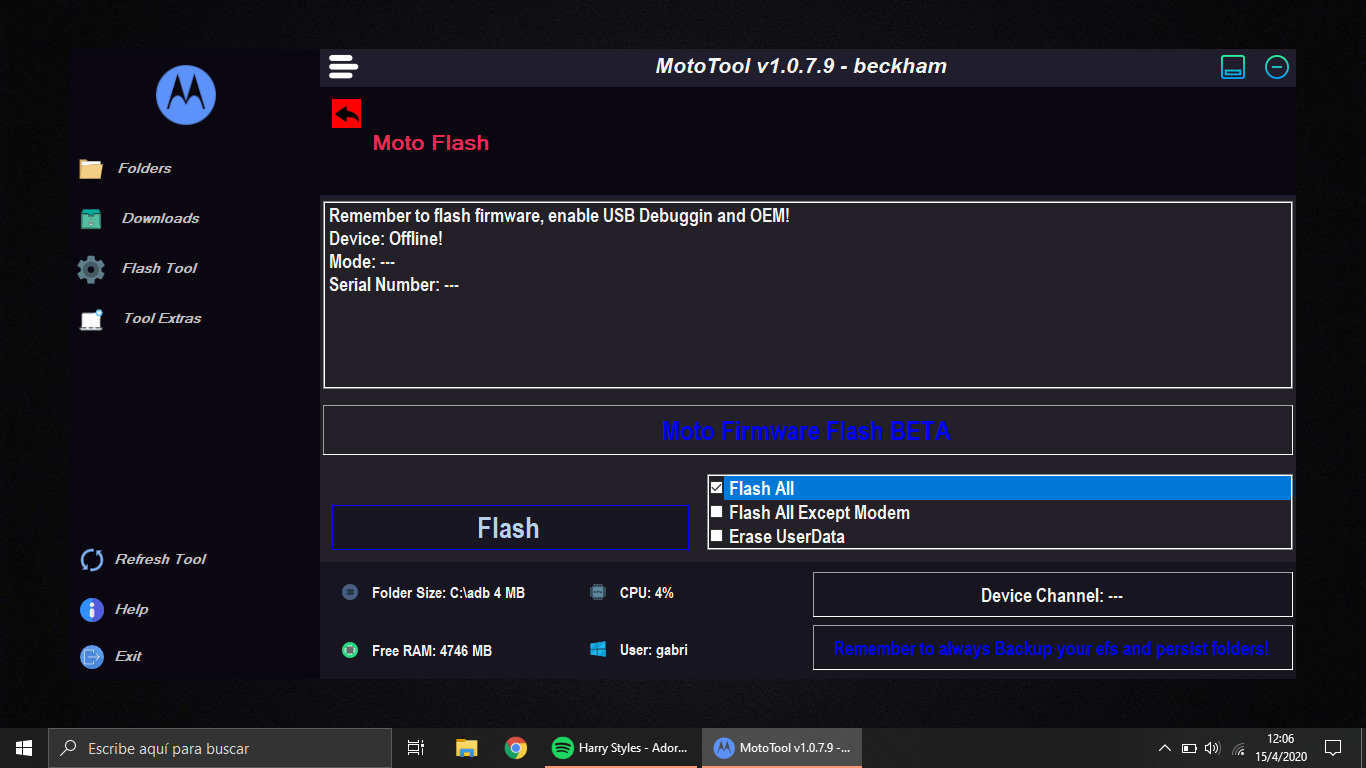 MotoTool v1.0.7.9 - beckham
Moto Flash
Folders
Downloads
Flash Tool
Tool Extras
Refresh Tool
Help
Exit
Remember to flash firmware, enable USB Debuggin and OEM!
Device: Offline!
Mode: ---
Serial Number: ---
Moto Firmware Flash BETA
Flash
Flash All
Flash All Except Modem
Erase UserData
Folder Size: C:\adb 4 MB
CPU: 4%
Free RAM: 4746 MB
User: gabri
Device Channel: ---
Remember to always Backup your efs and persist folders!
Escribe aquí para buscar
Harry Styles - Ador...
MotoTool v1.0.7.9 -...
12:06
15/4/2020